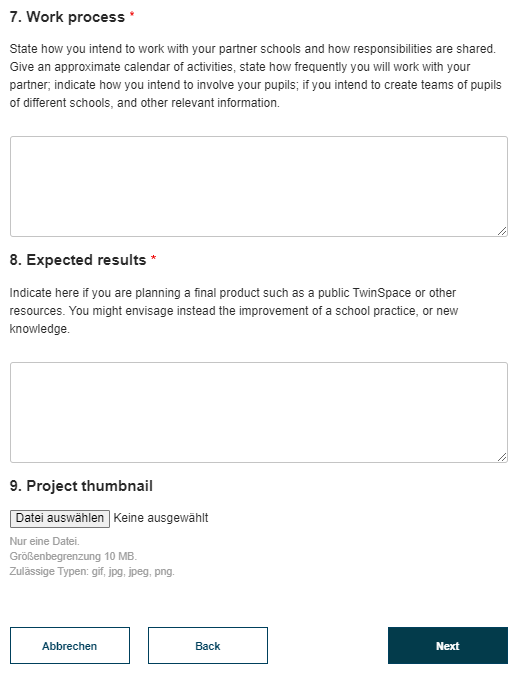 7. Work process *
State how you intend to work with your partner schools and how responsibilities are shared.
Give an approximate calendar of activities, state how frequently you will work with your
partner; indicate how you intend to involve your pupils; if you intend to create teams of pupils
of different schools, and other relevant information.
8. Expected results *
Indicate here if you are planning a final product such as a public TwinSpace or other
resources. You might envisage instead the improvement of a school practice, or new
knowledge.
9. Project thumbnail
Datei auswählen Keine ausgewählt
Nur eine Datei.
Größenbegrenzung 10 MB.
Zulässige Typen: gif, jpg, jpeg, png.
Abbrechen Back Next